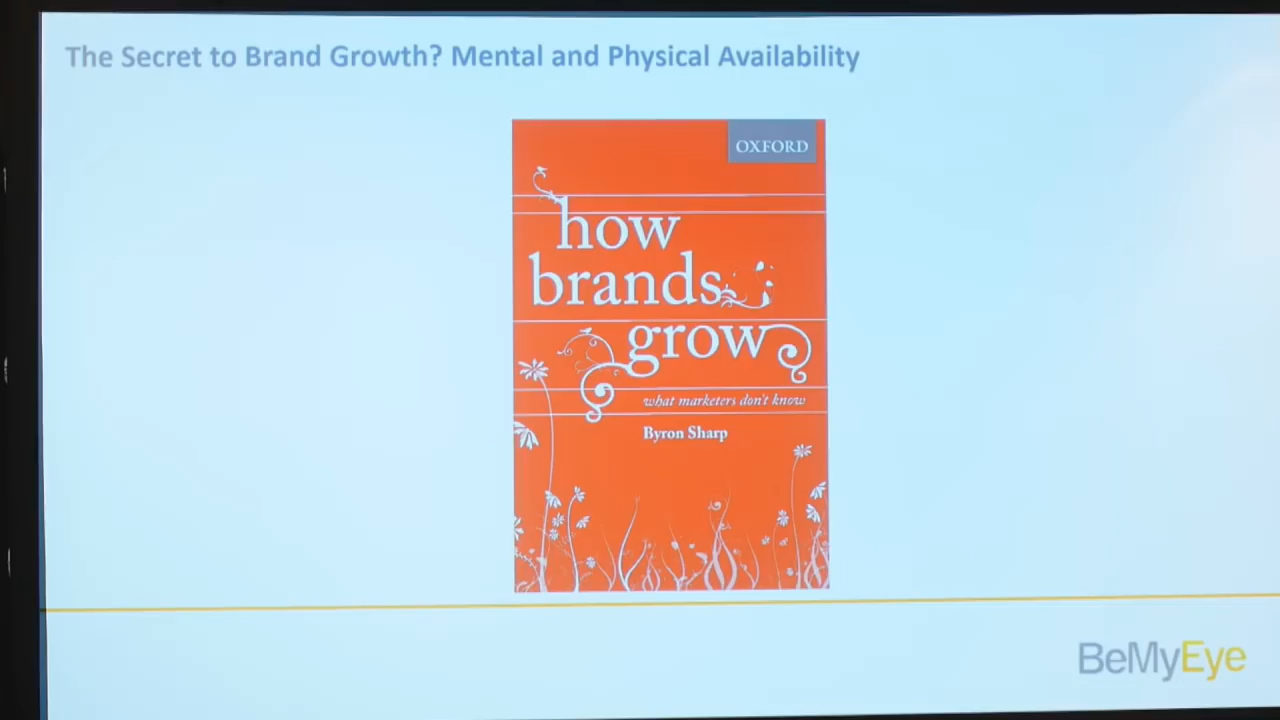 The Secret to Brand Growth? Mental and Physical Availability
OXFORD
how
brands
grow
what marketers don't know
Byron Sharp
BeMyEye